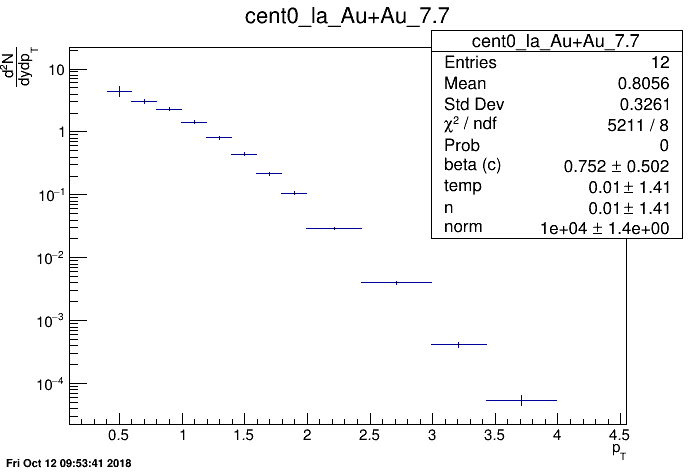 cent0_la_Au+Au_7.7
d²N
dydp_T
cent0_la_Au+Au_7.7
Entries 12
Mean 0.8056
Std Dev 0.3261
χ² / ndf 5211 / 8
Prob 0
beta (c) 0.752 ± 0.502
temp 0.01 ± 1.41
n 0.01 ± 1.41
norm 1e+04 ± 1.4e+00
10
1
10⁻¹
10⁻²
10⁻³
10⁻⁴
0.5 1 1.5 2 2.5 3 3.5 4 4.5
p_T
Fri Oct 12 09:53:41 2018